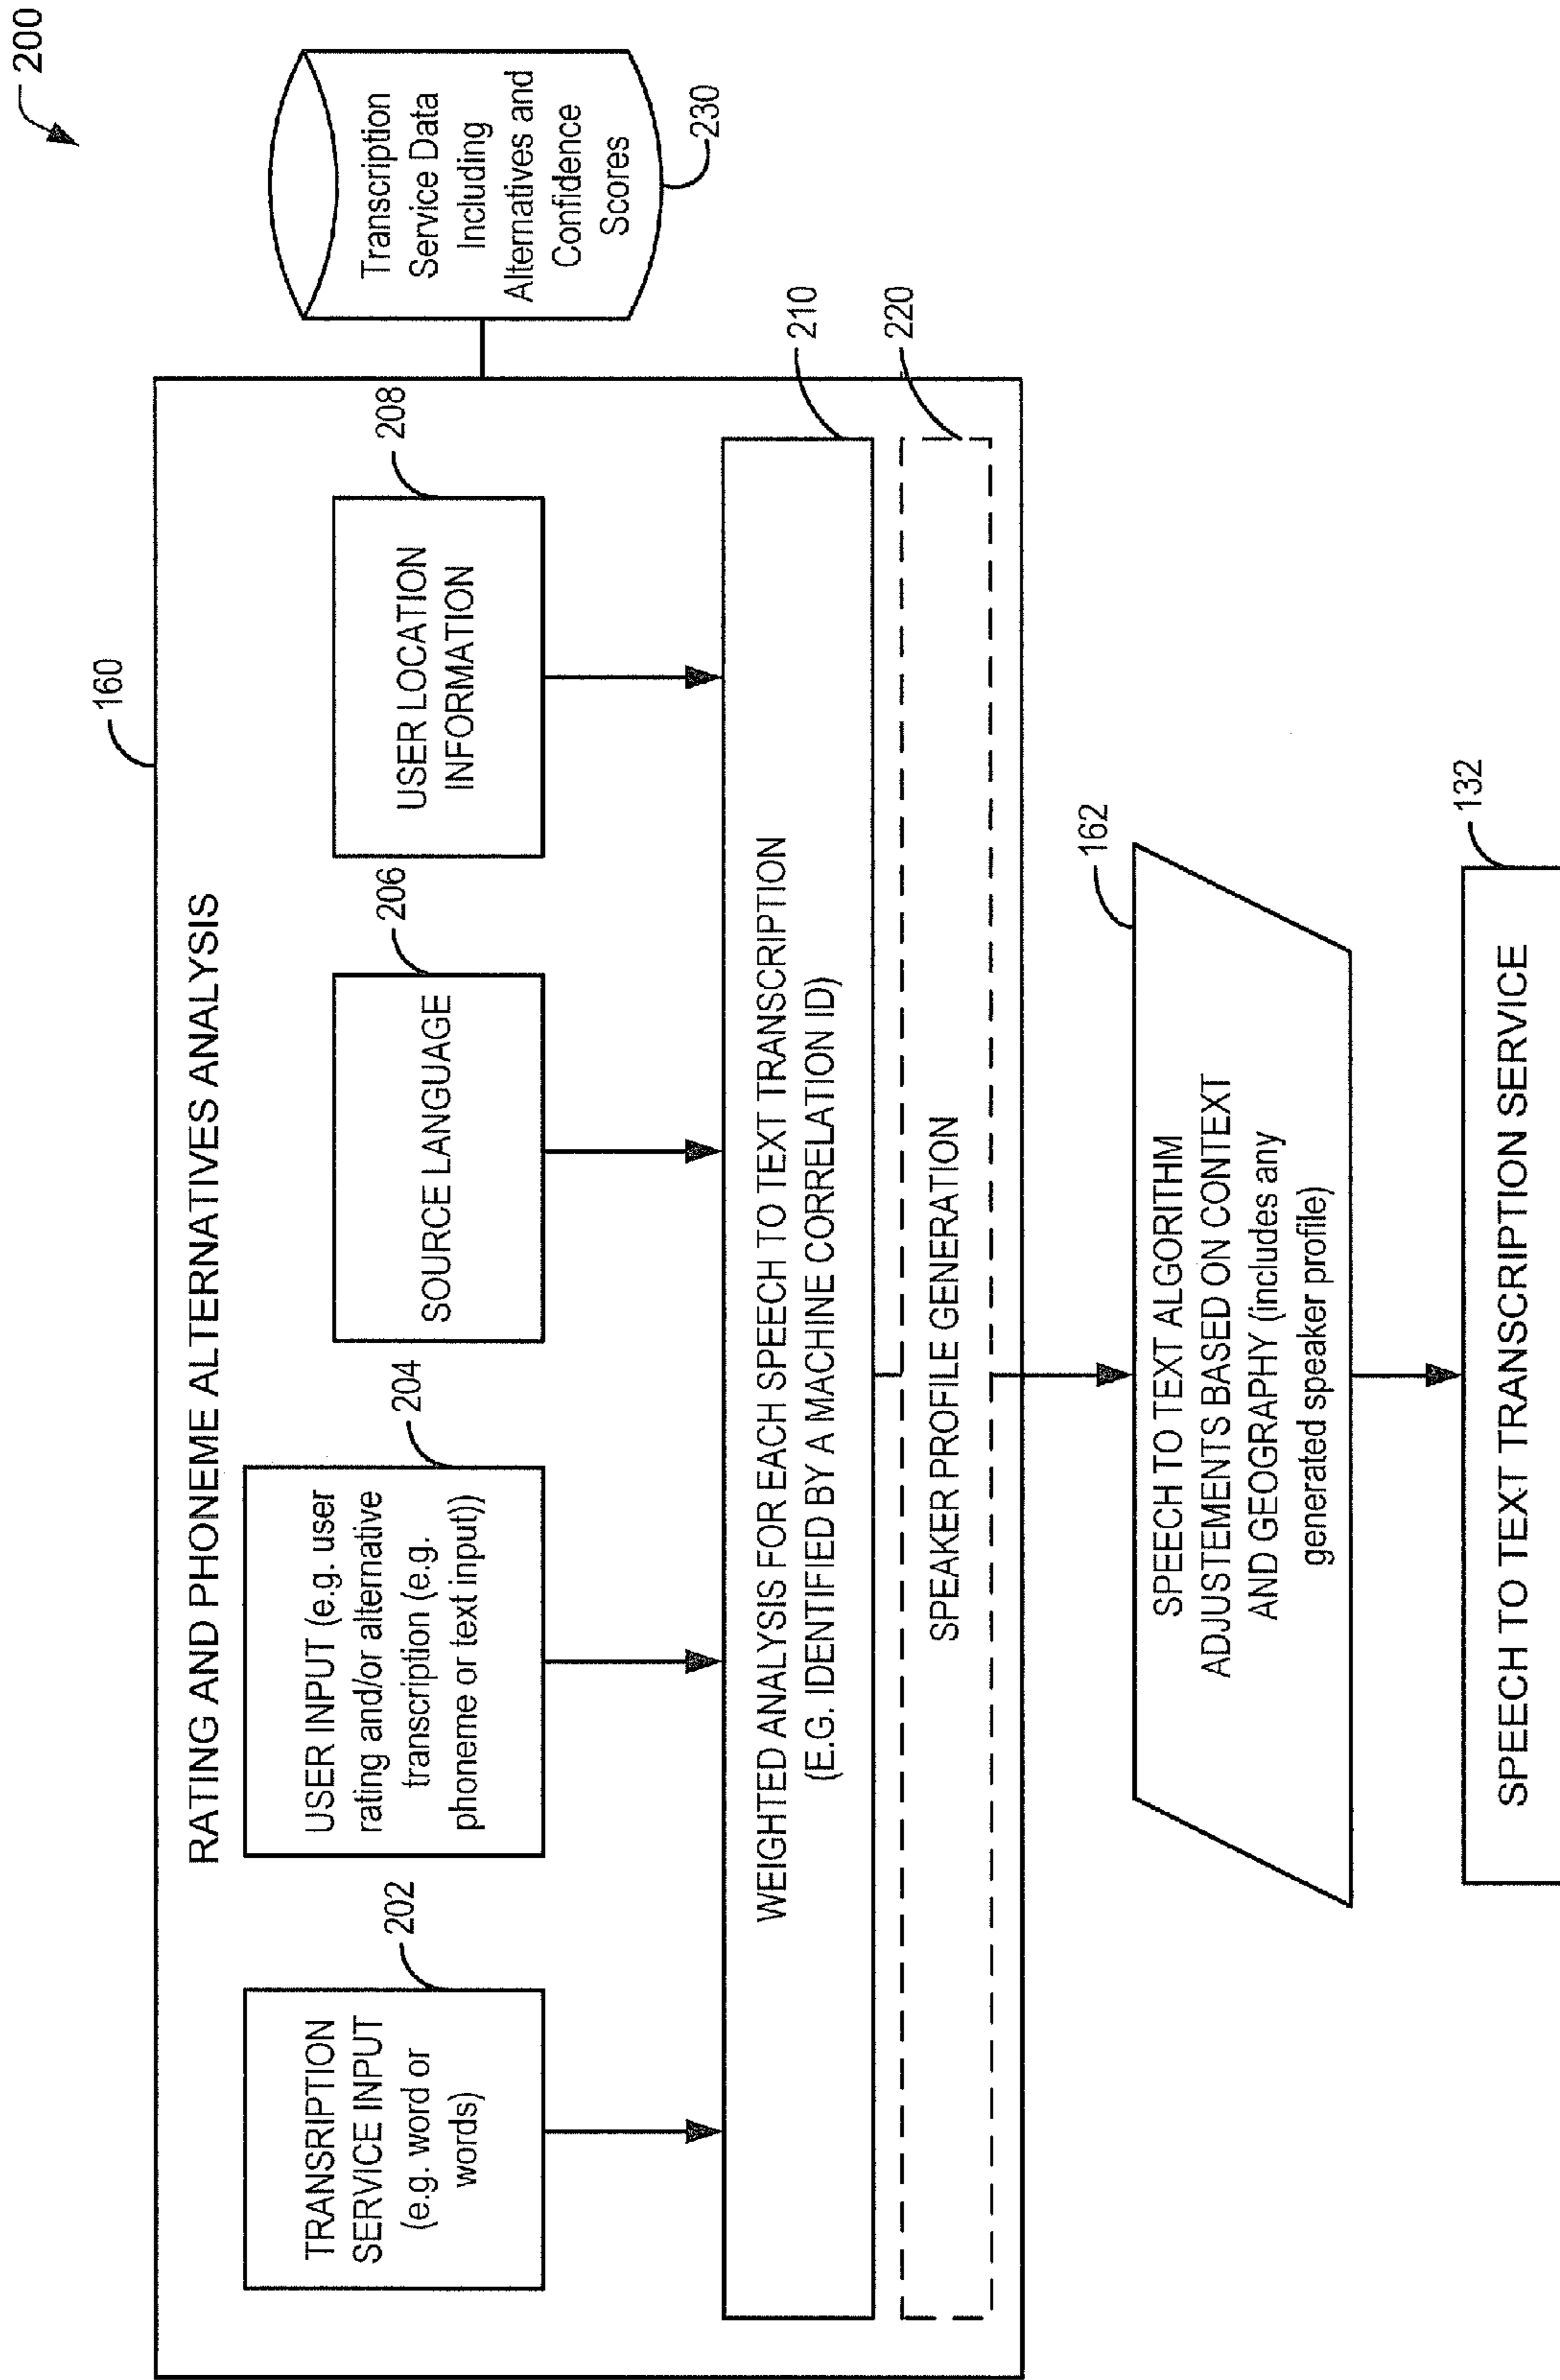 200
160
RATING AND PHONEME ALTERNATIVES ANALYSIS
202
TRANSRIPTION
SERVICE INPUT
(e.g. word or
words)
204
USER INPUT (e.g. user
rating and/or alternative
transcription (e.g.
phoneme or text input))
206
SOURCE LANGUAGE
208
USER LOCATION
INFORMATION
Transcription
Service Data
Including
Alternatives and
Confidence
Scores
230
210
WEIGHTED ANALYSIS FOR EACH SPEECH TO TEXT TRANSCRIPTION
(E.G. IDENTIFIED BY A MACHINE CORRELATION ID)
220
SPEAKER PROFILE GENERATION
162
SPEECH TO TEXT ALGORITHM
ADJUSTEMENTS BASED ON CONTEXT
AND GEOGRAPHY (includes any
generated speaker profile)
132
SPEECH TO TEXT TRANSCRIPTION SERVICE